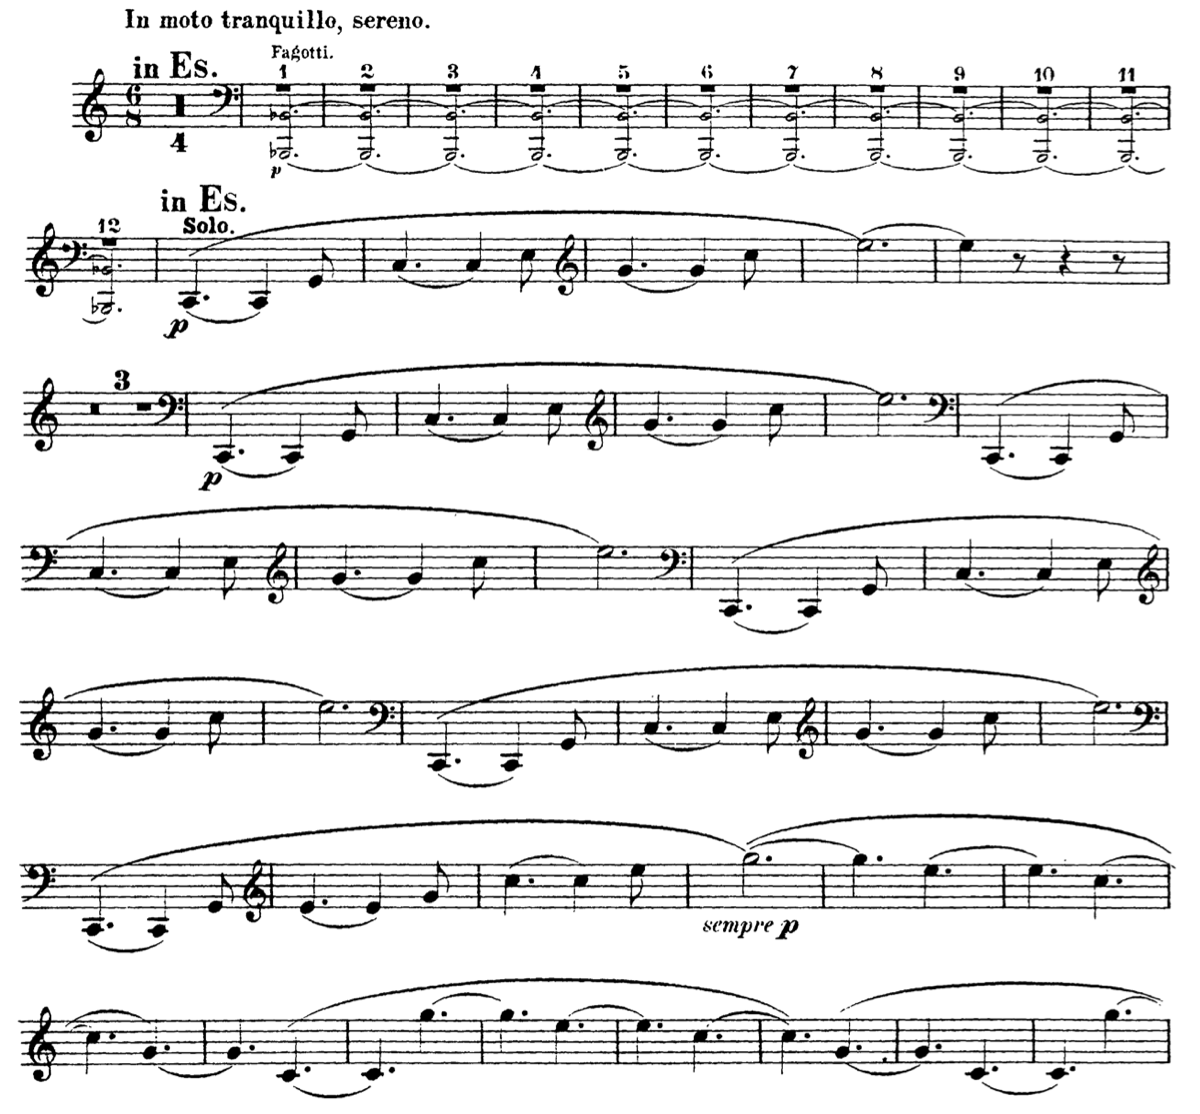 In moto tranquillo, sereno.
in Es.
Fagotti.
1 2 3 4 5 6 7 8 9 10 11
6
8
4
p
in Es.
12
Solo.
p
3
p
sempre p